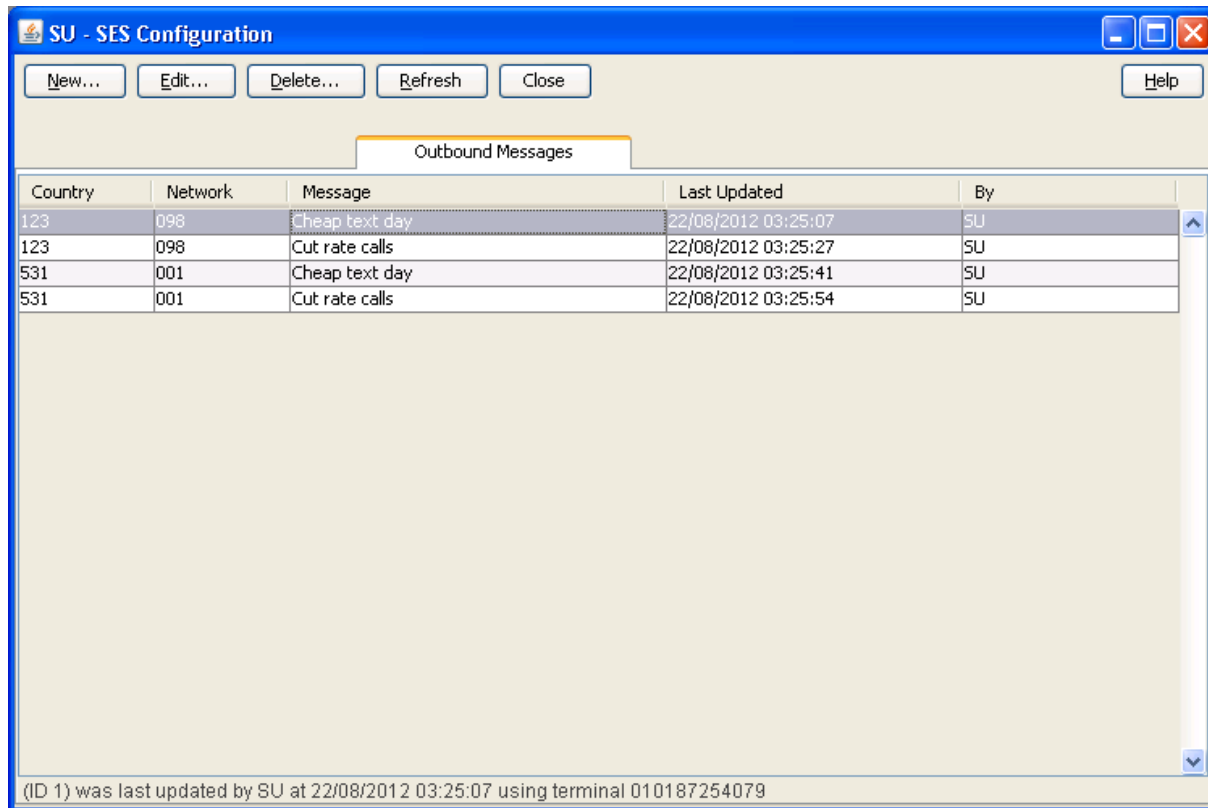 SU - SES Configuration
New... Edit... Delete... Refresh Close Help
Outbound Messages
Country Network Message Last Updated By
123 098 Cheap text day 22/08/2012 03:25:07 SU
123 098 Cut rate calls 22/08/2012 03:25:27 SU
531 001 Cheap text day 22/08/2012 03:25:41 SU
531 001 Cut rate calls 22/08/2012 03:25:54 SU
(ID 1) was last updated by SU at 22/08/2012 03:25:07 using terminal 010187254079